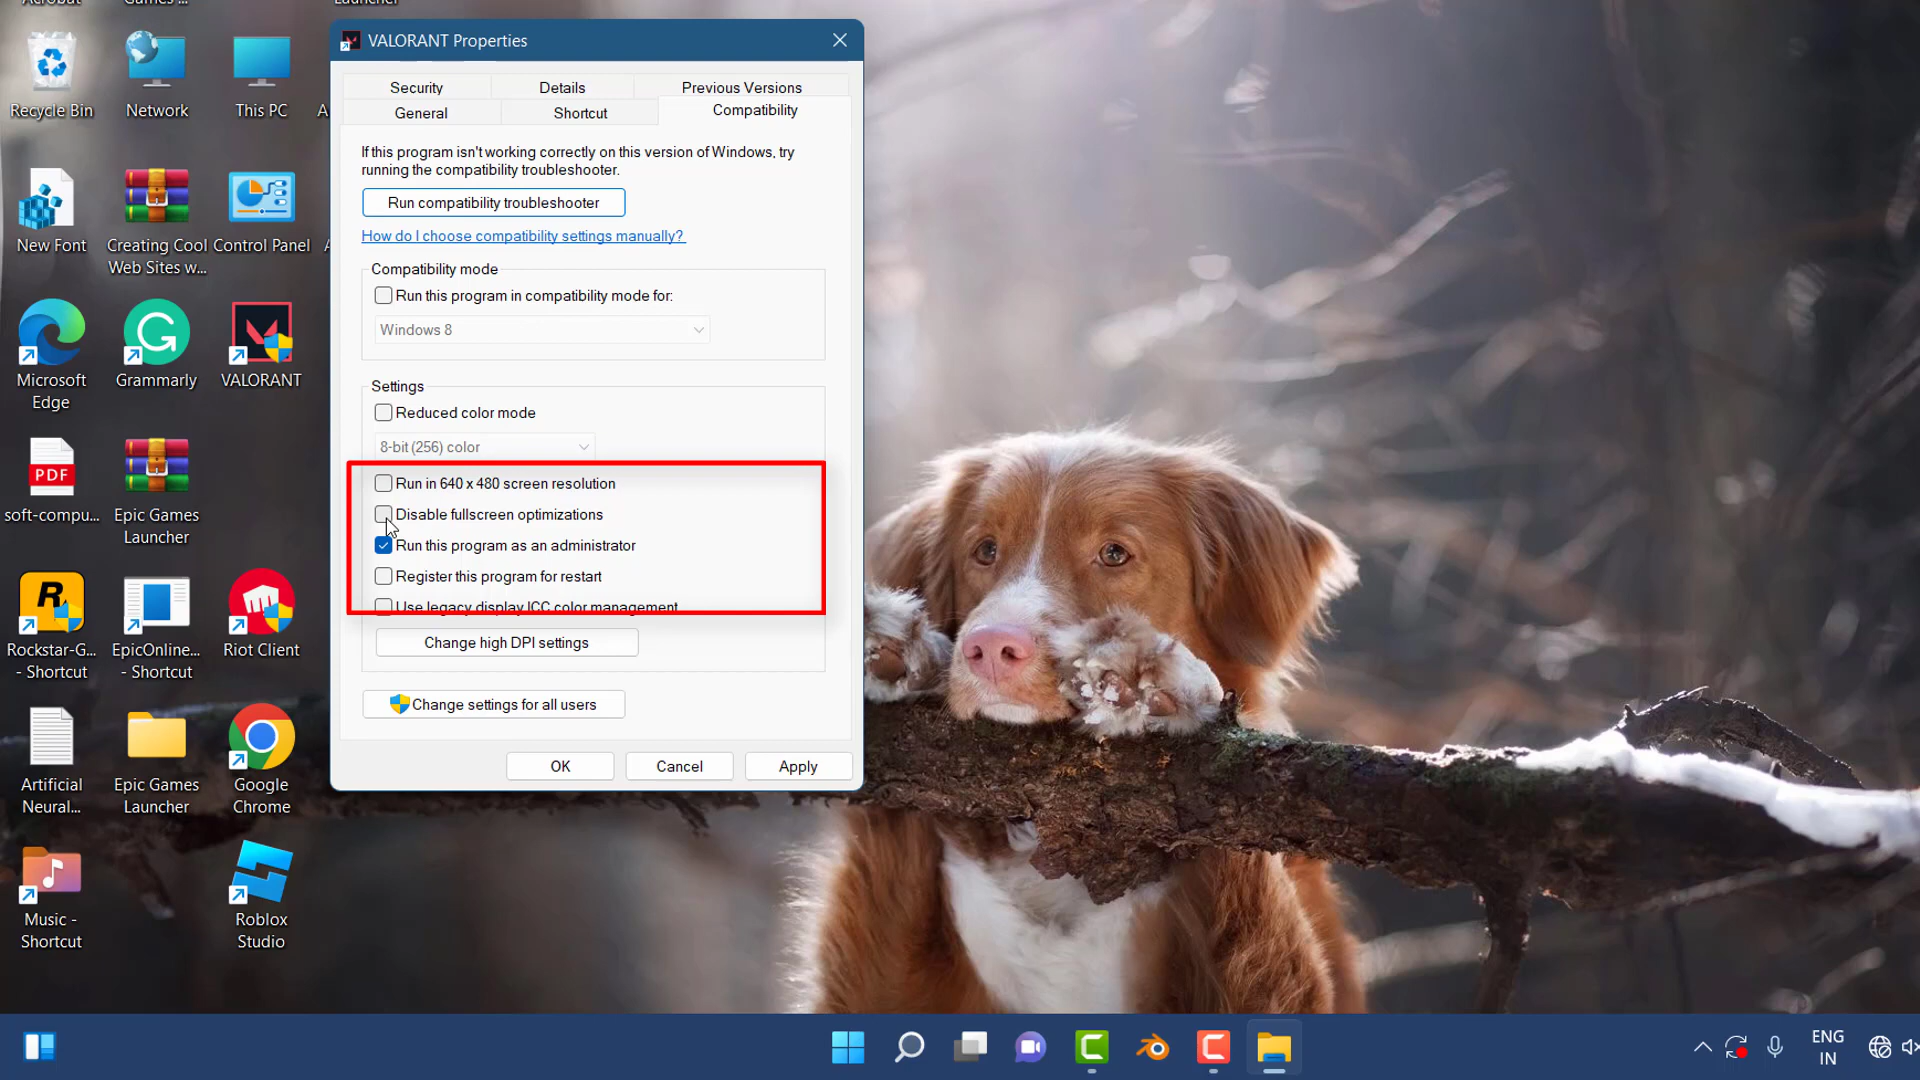 Launcher
Recycle Bin
Network
This PC
New Font
Creating Cool
Web Sites w...
Control Panel
Microsoft
Edge
Grammarly
VALORANT
PDF
soft-compu...
Epic Games
Launcher
Rockstar-G...
- Shortcut
EpicOnline...
- Shortcut
Riot Client
Artificial
Neural...
Epic Games
Launcher
Google
Chrome
Music -
Shortcut
Roblox
Studio
VALORANT Properties
Security
Details
Previous Versions
General
Shortcut
Compatibility
If this program isn't working correctly on this version of Windows, try
running the compatibility troubleshooter.
Run compatibility troubleshooter
How do I choose compatibility settings manually?
Compatibility mode
Run this program in compatibility mode for:
Windows 8
Settings
Reduced color mode
8-bit (256) color
Run in 640 x 480 screen resolution
Disable fullscreen optimizations
Run this program as an administrator
Register this program for restart
Use legacy display ICC color management
Change high DPI settings
Change settings for all users
OK
Cancel
Apply
ENG
IN